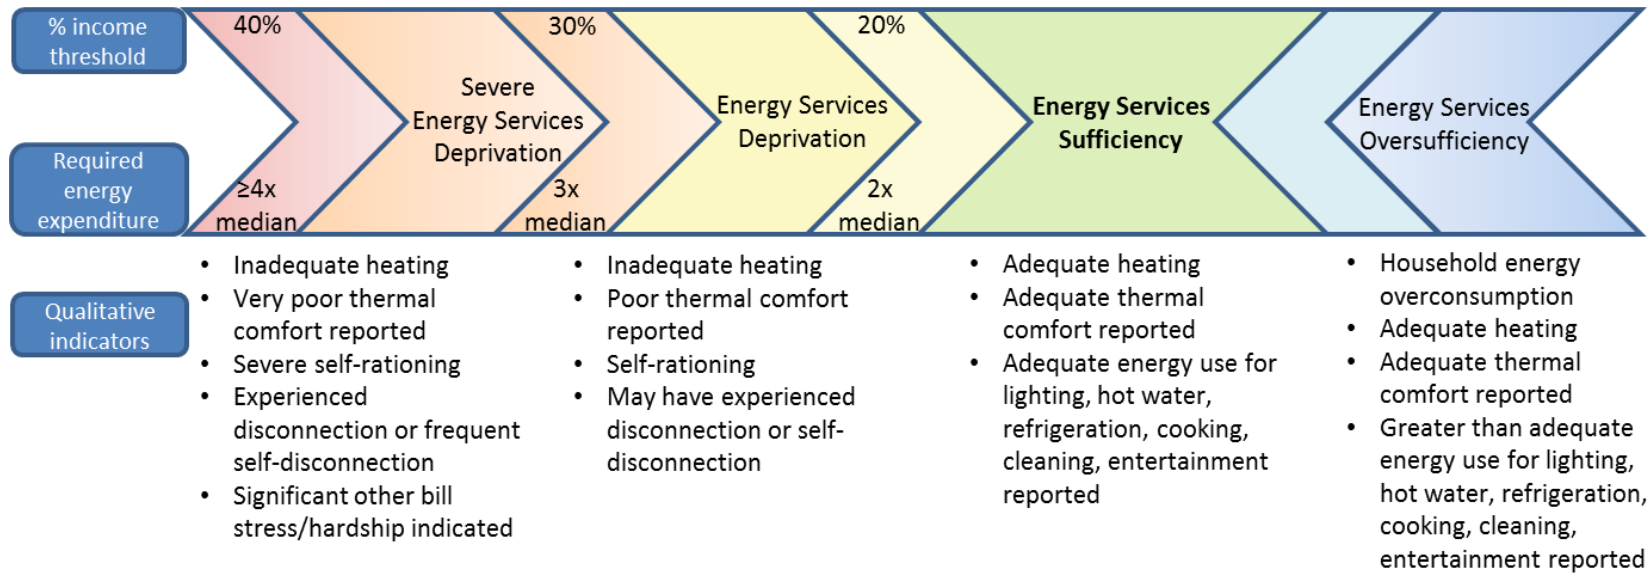 % income
threshold
40%
30%
20%
Severe
Energy Services
Deprivation
Energy Services
Deprivation
Energy Services
Sufficiency
Energy Services
Oversufficiency
Required
energy
expenditure
≥4x
median
3x
median
2x
median
Qualitative
indicators
• Inadequate heating
• Very poor thermal
comfort reported
• Severe self-rationing
• Experienced
disconnection or frequent
self-disconnection
• Significant other bill
stress/hardship indicated
• Inadequate heating
• Poor thermal comfort
reported
• Self-rationing
• May have experienced
disconnection or self-
disconnection
• Adequate heating
• Adequate thermal
comfort reported
• Adequate energy use for
lighting, hot water,
refrigeration, cooking,
cleaning, entertainment
reported
• Household energy
overconsumption
• Adequate heating
• Adequate thermal
comfort reported
• Greater than adequate
energy use for lighting,
hot water, refrigeration,
cooking, cleaning,
entertainment reported